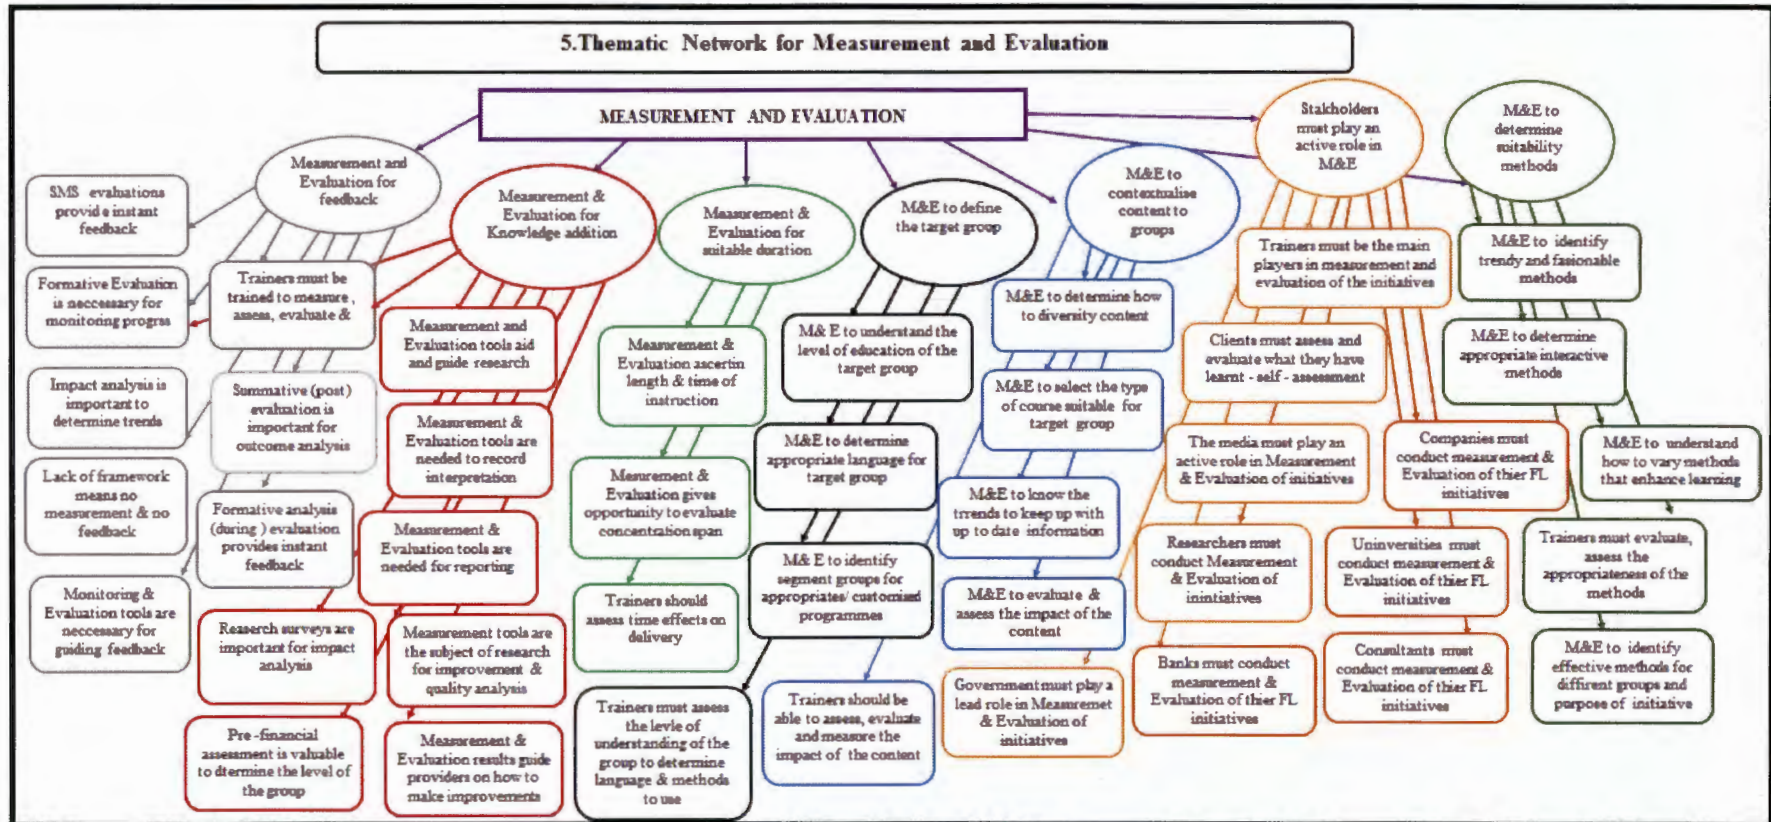 5.Thematic Network for Measurement and Evaluation
MEASUREMENT AND EVALUATION
Measurement and
Evaluation for
feedback
SMS evaluations
provide instant
feedback
Formative Evaluation
is neccessary for
monitoring progrss
Impact analysis is
important to
determine trends
Lack of framework
means no
measurement & no
feedback
Monitoring &
Evaluation tools are
neccessary for
guiding feedback
Trainers must be
trained to measure ,
assess, evaluate &
Summative (post)
evaluation is
important for
outcome analysis
Formative analysis
(during ) evaluation
provides instant
feedback
Measurement &
Evaluation for
Knowledge addition
Measurement and
Evaluation tools aid
and guide research
Measurement &
Evaluation tools are
needed to record
interpretation
Measurement &
Evaluation tools are
needed for reporting
Reaserch surveys are
important for impact
analysis
Measurement tools are
the subject of research
for improvement &
quality analysis
Pre -financial
assessment is valuable
to dtermine the level of
the group
Measurement &
Evaluation results guide
providers on how to
make improvements
Measurement &
Evaluation for
suitable duration
Measurement &
Evaluation ascertin
length & time of
instruction
Mesurement &
Evaluation gives
opportunity to evaluate
concentration span
Trainers should
assess time effects on
delivery
M&E to define
the target group
M& E to understand the
level of education of the
target group
M&E to determine
appropriate language for
target group
M& E to identify
segment groups for
appropriates/ customised
programmes
Trainers must assess
the levle of
understanding of the
group to determine
language & methods
to use
M&E to
contextualise
content to
groups
M&E to determine how
to diversity content
M&E to select the type
of course suitable for
target group
M&E to know the
trrends to keep up with
up to date information
M&E to evaluate &
assess the impact of the
content
Trainers should be
able to assess, evaluate
and measure the
impact of the content
Stakholders
must play an
active role in
M&E
Trainers must be the main
players in measurement and
evaluation of the initiatives
Clients must assess and
evaluate what they have
learnt - self - assessment
The media must play an
active role in Measurement
& Evaluation of initiatives
Researchers must
conduct Measurement
& Evaluation of
inintiatives
Government must play a
lead role in Measuremet
& Evaluation of
initiatives
Banks must conduct
measurement &
Evaluation of thier FL
initiatives
Companies must
conduct measurement &
Evaluation of thier FL
initiatives
Uninversities must
conduct measurement &
Evaluation of thier FL
initiatives
Consultants must
conduct measurement &
Evaluation of thier FL
initiatives
M&E to
determine
suitability
methods
M&E to identify
trendy and fasionable
methods
M&E to determine
appropriate interactive
methods
M&E to understand
how to vary methods
that enhance learning
Trainers must evaluate,
assess the
appropriateness of the
methods
M&E to identify
effective methods for
diffirent groups and
purpose of initiative